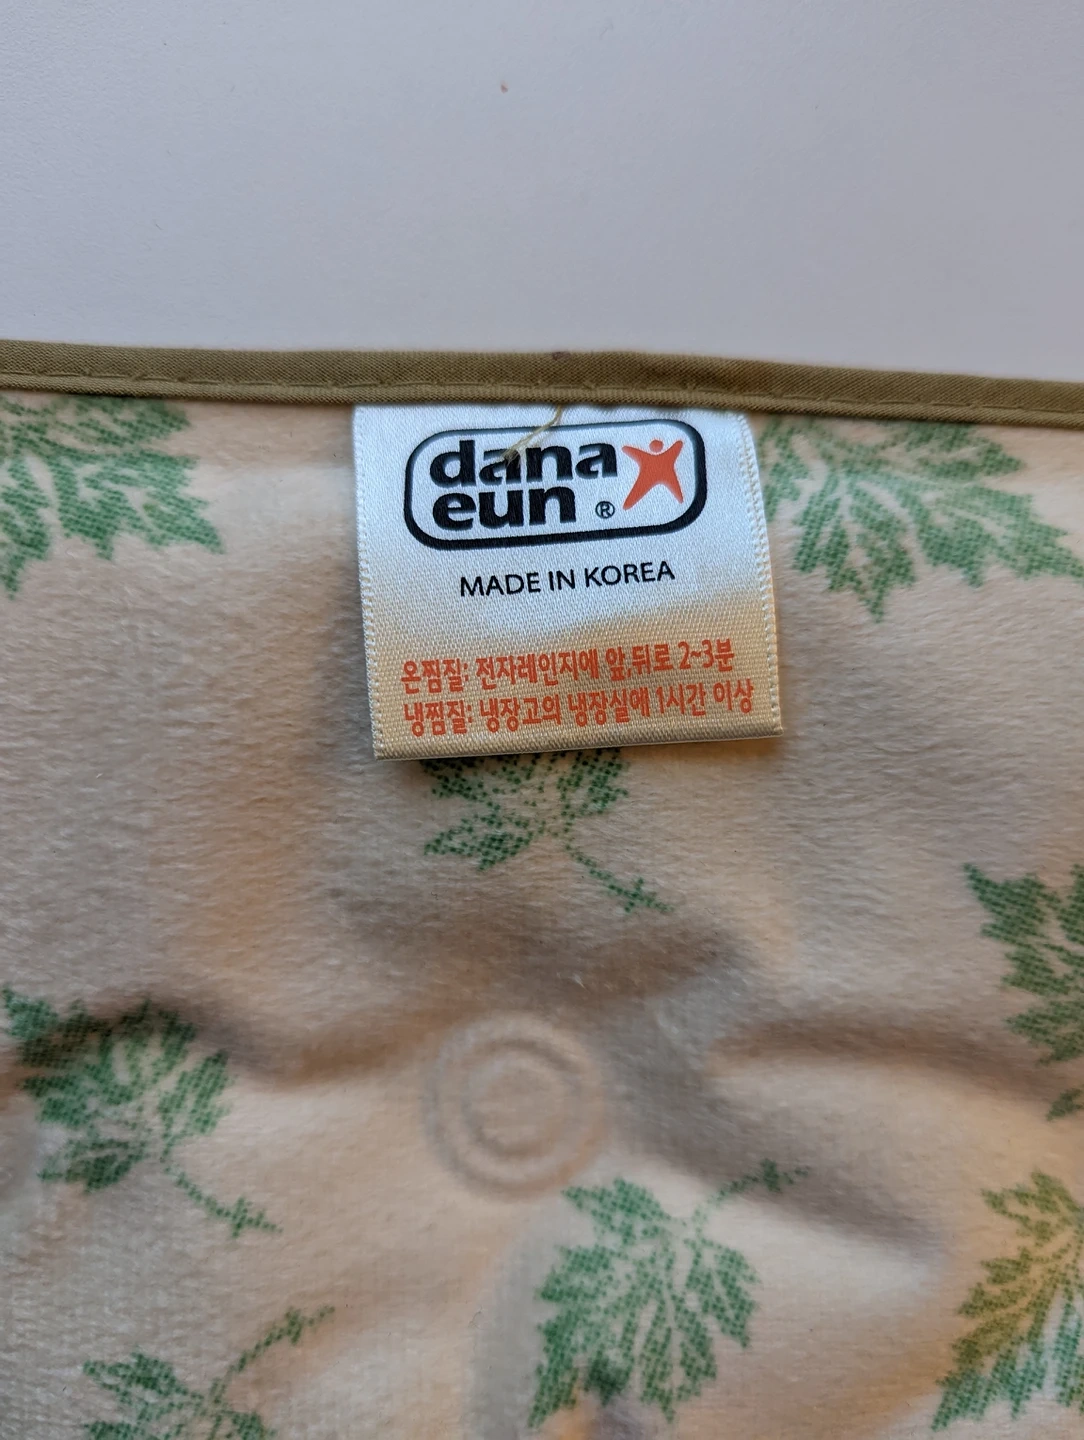 dana
eun ®
MADE IN KOREA
온찜질: 전자레인지에 앞,뒤로 2~3분
냉찜질: 냉장고의 냉장실에 1시간 이상